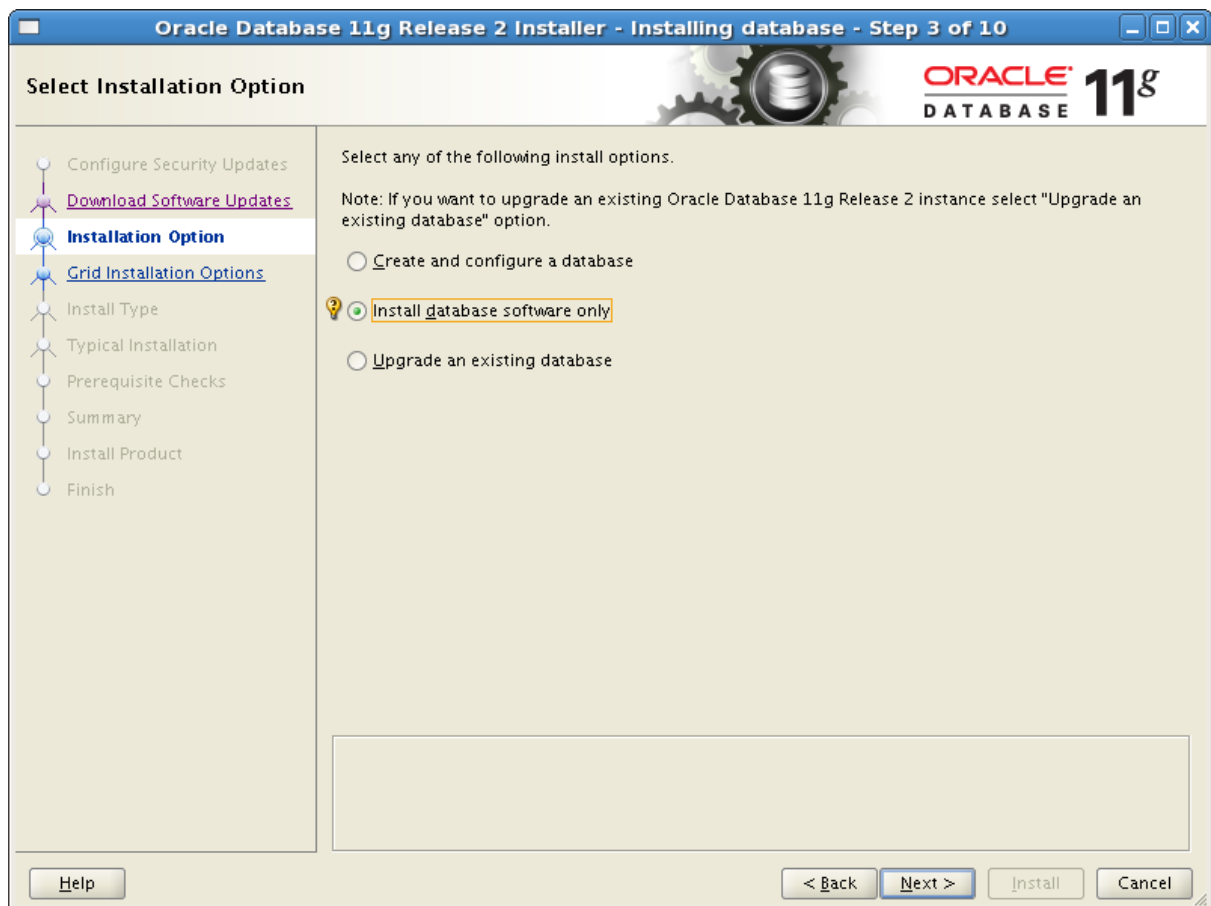 Oracle Database 11g Release 2 Installer - Installing database - Step 3 of 10
Select Installation Option
ORACLE
DATABASE
11g
Configure Security Updates
Download Software Updates
Installation Option
Grid Installation Options
Install Type
Typical Installation
Prerequisite Checks
Summary
Install Product
Finish
Select any of the following install options.
Note: If you want to upgrade an existing Oracle Database 11g Release 2 instance select "Upgrade an
existing database" option.
Create and configure a database
Install database software only
Upgrade an existing database
Help
< Back
Next >
Install
Cancel